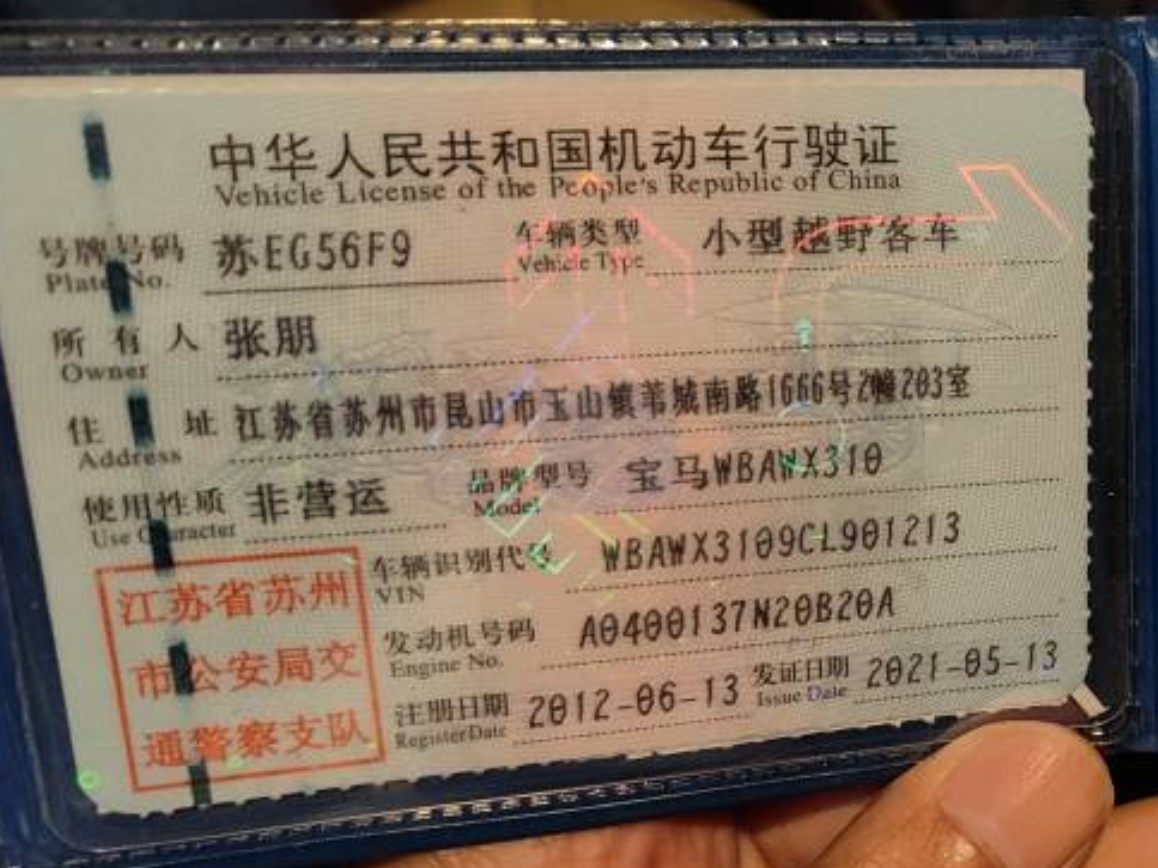 中华人民共和国机动车行驶证
Vehicle License of the People's Republic of China
号牌号码 苏EG56F9 车辆类型 小型越野客车
Plate No. Vehicle Type
所有人 张朋
Owner
住址 江苏省苏州市昆山市玉山镇苇城南路1666号2幢203室
Address
使用性质 非营运 品牌型号 宝马WBAWX310
Use Character Model
车辆识别代号 WBAWX3109CL901213
VIN
发动机号码 A0400137N20B20A
Engine No.
注册日期 2012-06-13 发证日期 2021-05-13
Register Date Issue Date
江苏省苏州
市公安局交
通警察支队